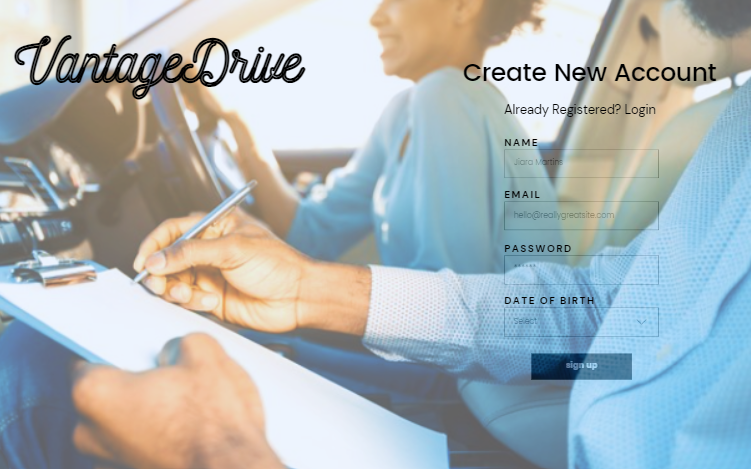 VantageDrive
Create New Account
Already Registered? Login
NAME
Jiara Martins
EMAIL
hello@reallygreatsite.com
PASSWORD
******
DATE OF BIRTH
Select
sign up